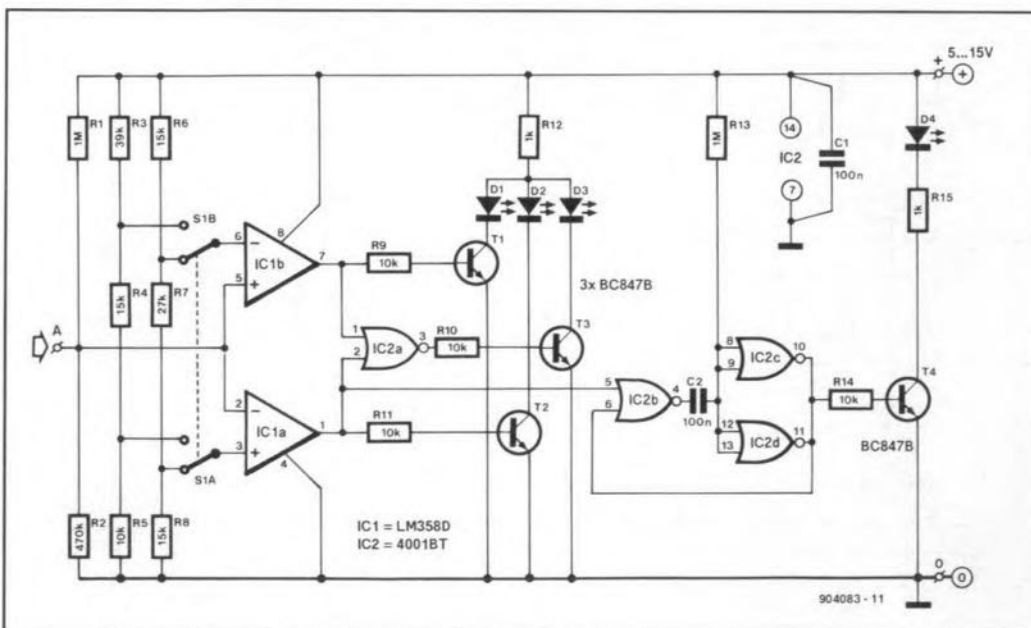 5...15V
+
+
R1
1M
R3
39k
R6
15k
R12
1k
R13
1M
14
IC2
7
C1
100n
D4
R15
1k
S1B
6
−
5
+
8
IC1b
7
R9
10k
D1
D2
D3
T1
3x BC847B
R4
15k
R7
27k
A
1
2
IC2a
3
R10
10k
T3
8
9
IC2c
10
T4
5
6
IC2b
4
C2
100n
R14
10k
2
−
3
+
IC1a
1
4
R11
10k
T2
12
13
IC2d
11
BC847B
S1A
R2
470k
R5
10k
R8
15k
IC1 = LM358D
IC2 = 4001BT
0
0
904083 - 11